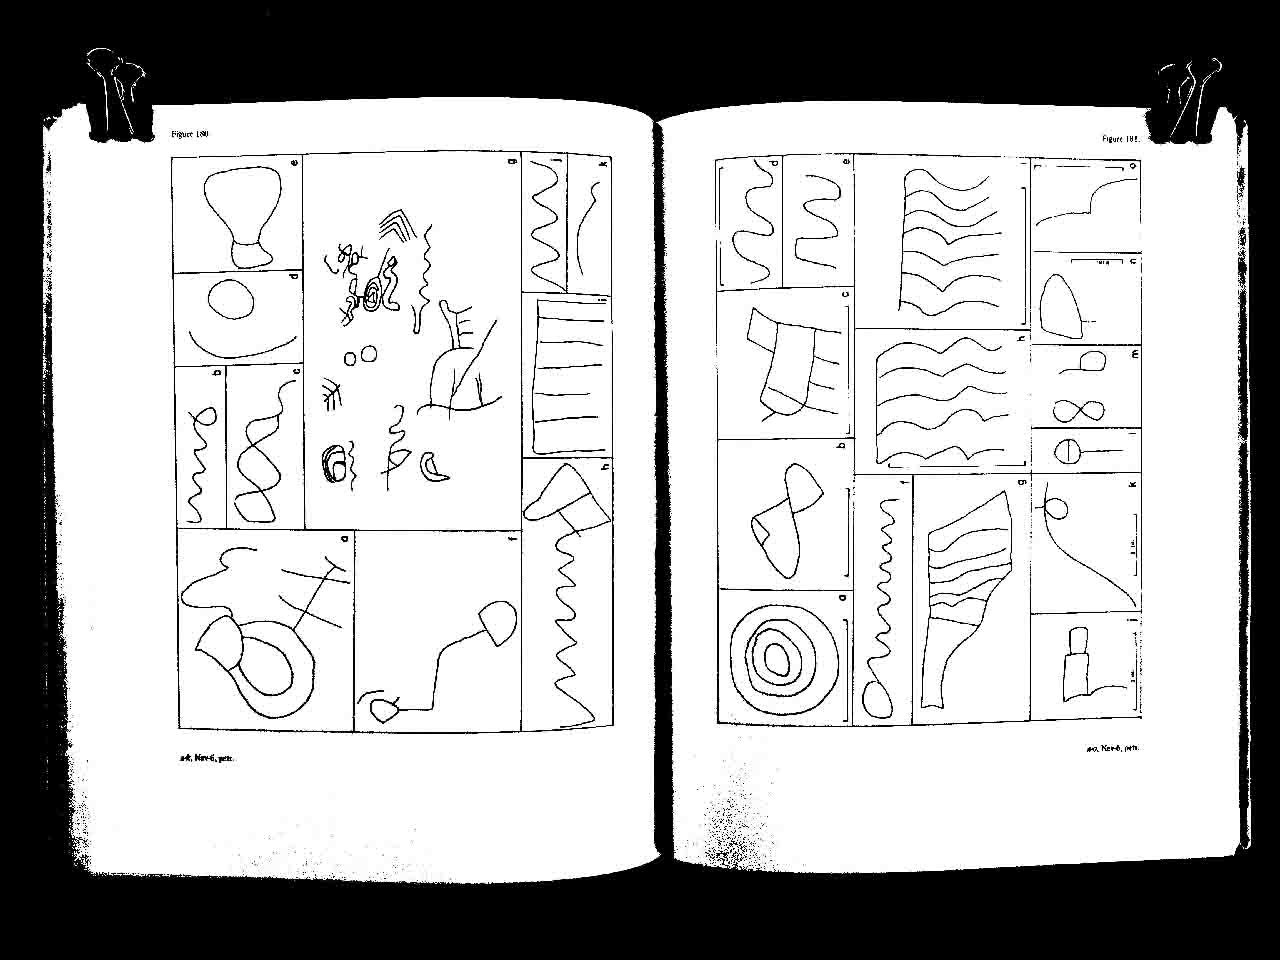 Figure 180.
e
d
b
c
g
j
k
i
h
a
f
a-k, Nev-6, petr.
Figure 181.
d
e
c
b
a
i
h
f
g
o
n
m
l
k
j
a-o, Nev-6, petr.